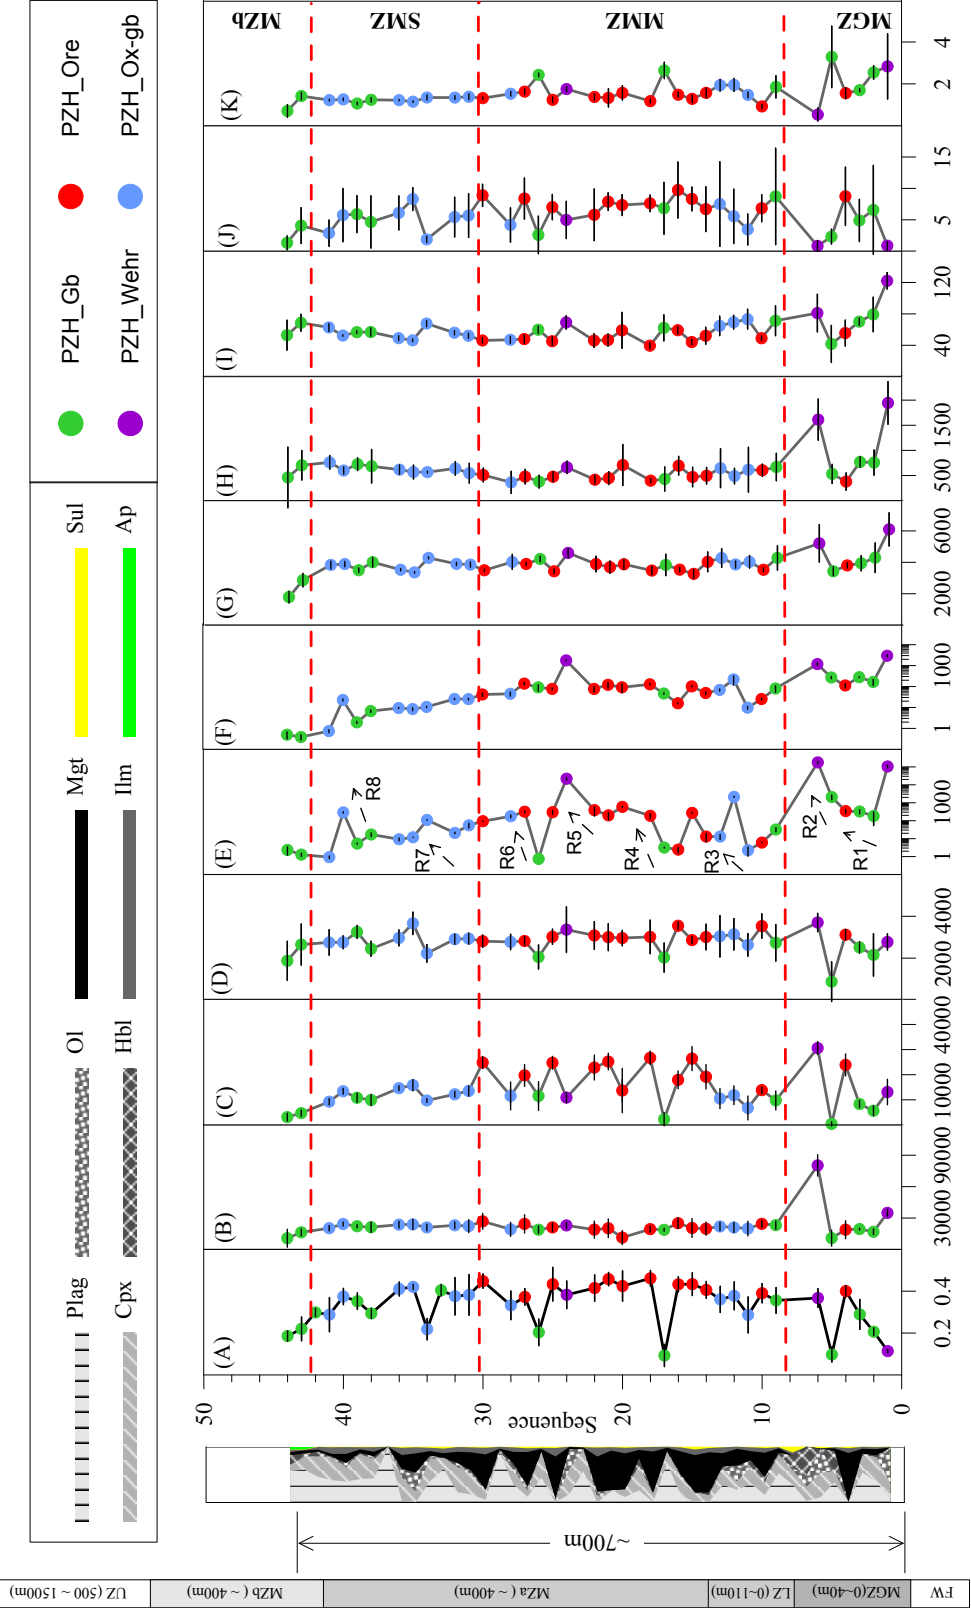 Plag
Ol
Mgt
Sul
Cpx
Hbl
Ilm
Ap
PZH_Gb
PZH_Ore
PZH_Wehr
PZH_Ox-gb
MZb
SMZ
MMZ
MGZ
(K)
2
4
(J)
5
15
(I)
40
120
(H)
500
1500
(G)
2000
6000
(F)
1
1000
(E)
1
1000
R8
R7
R6
R5
R4
R3
R2
R1
(D)
2000
4000
(C)
10000
40000
(B)
30000
90000
(A)
0.2
0.4
50
40
30
20
10
0
Sequence
~700m
UZ (500 ~ 1500m)
MZb ( ~ 400m)
MZa ( ~ 400m)
LZ (0~110m)
MGZ(0~40m)
FW